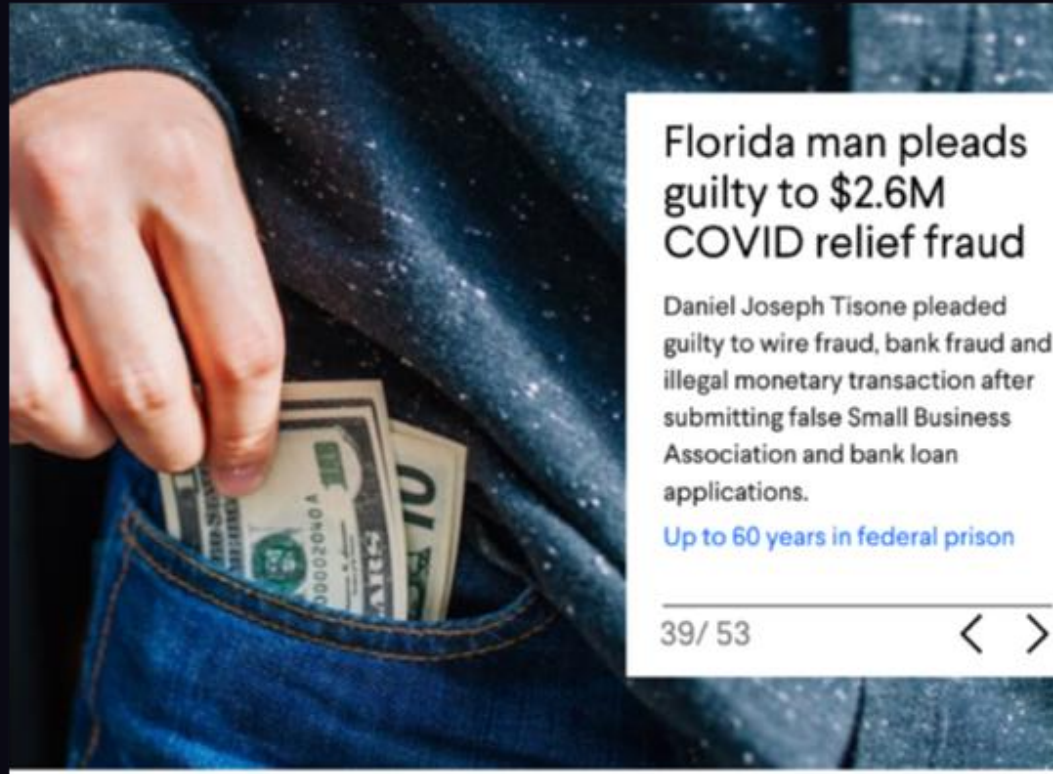 Florida man pleads
guilty to $2.6M
COVID relief fraud
Daniel Joseph Tisone pleaded
guilty to wire fraud, bank fraud and
illegal monetary transaction after
submitting false Small Business
Association and bank loan
applications.
Up to 60 years in federal prison
39/ 53
00002040A
10